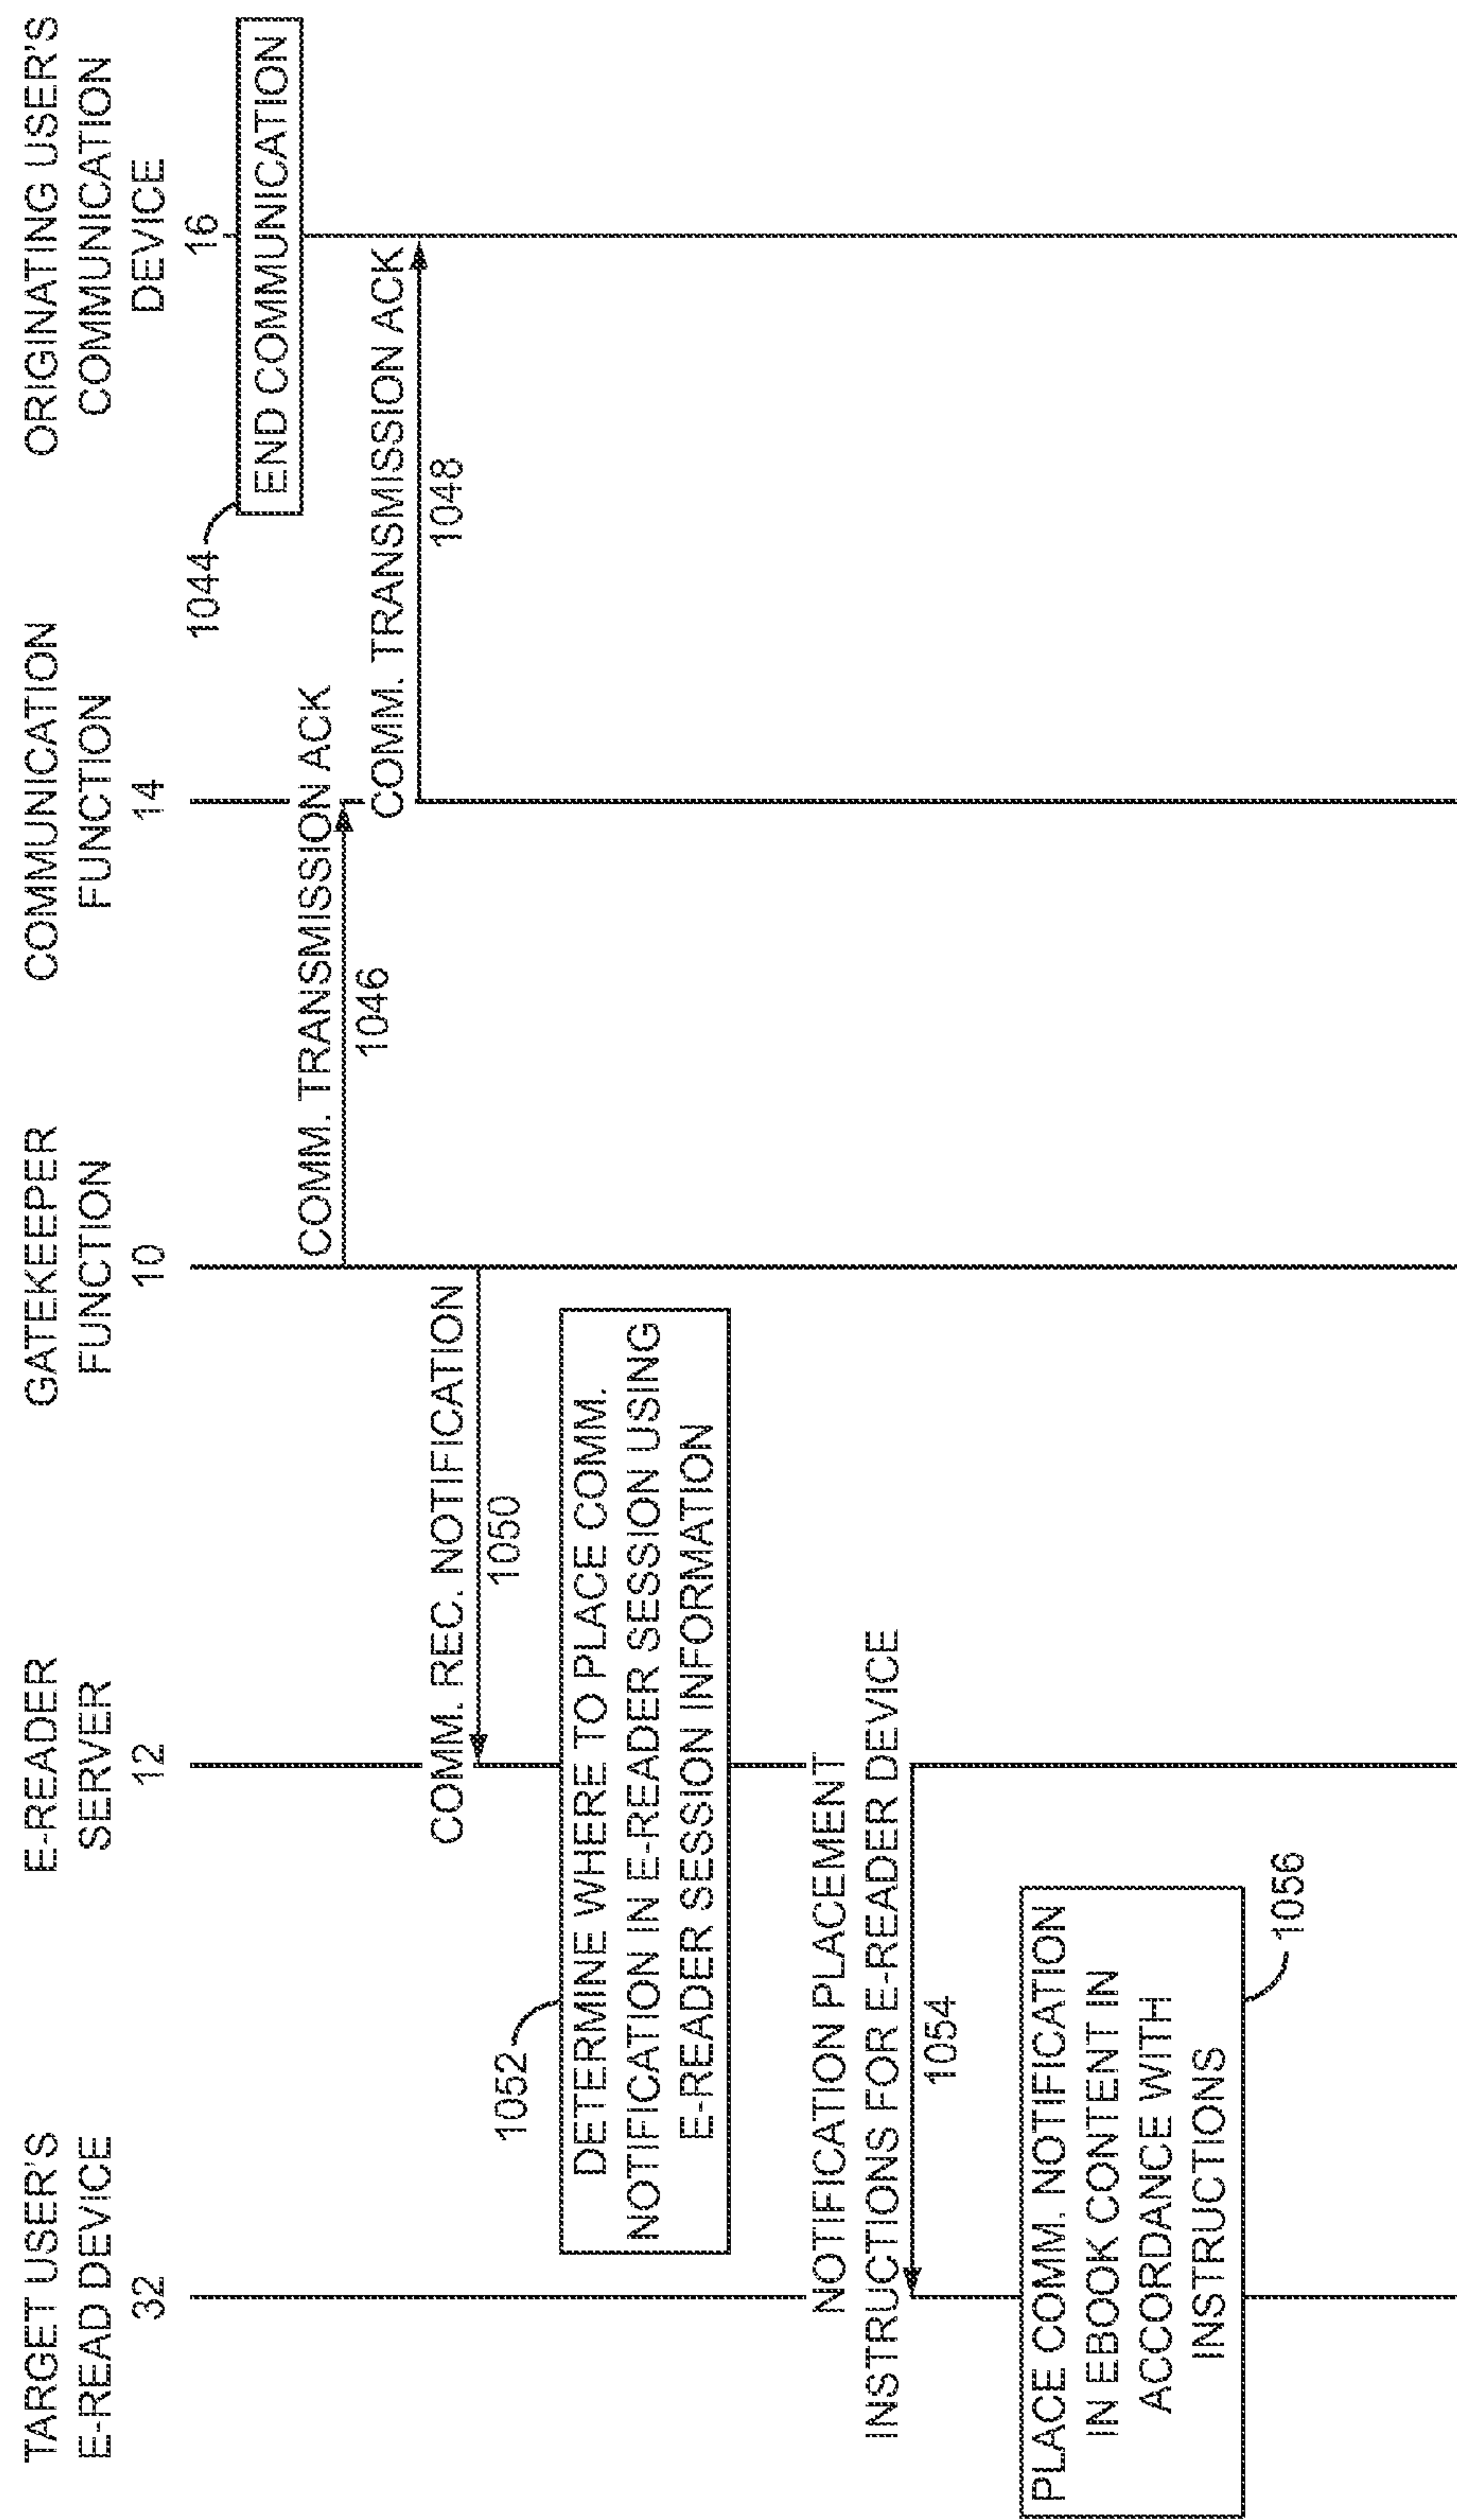 TARGET USER'S
E-READ DEVICE
32
E-READER
SERVER
12
GATEKEEPER
FUNCTION
10
COMMUNICATION
FUNCTION
14
ORIGINATING USER'S
COMMUNICATION
DEVICE
16
1044
END COMMUNICATION
COMM. TRANSMISSION ACK
1046
COMM. TRANSMISSION ACK
1048
COMM. REC. NOTIFICATION
1050
1052
DETERMINE WHERE TO PLACE COMM.
NOTIFICATION IN E-READER SESSION USING
E-READER SESSION INFORMATION
NOTIFICATION PLACEMENT
INSTRUCTIONS FOR E-READER DEVICE
1054
PLACE COMM. NOTIFICATION
IN EBOOK CONTENT IN
ACCORDANCE WITH
INSTRUCTIONS
1056